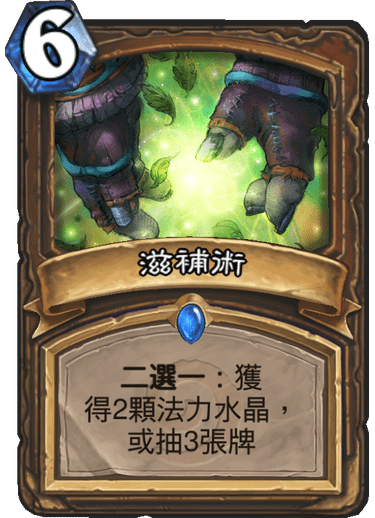 6
滋補術
二選一：獲
得2顆法力水晶，
或抽3張牌